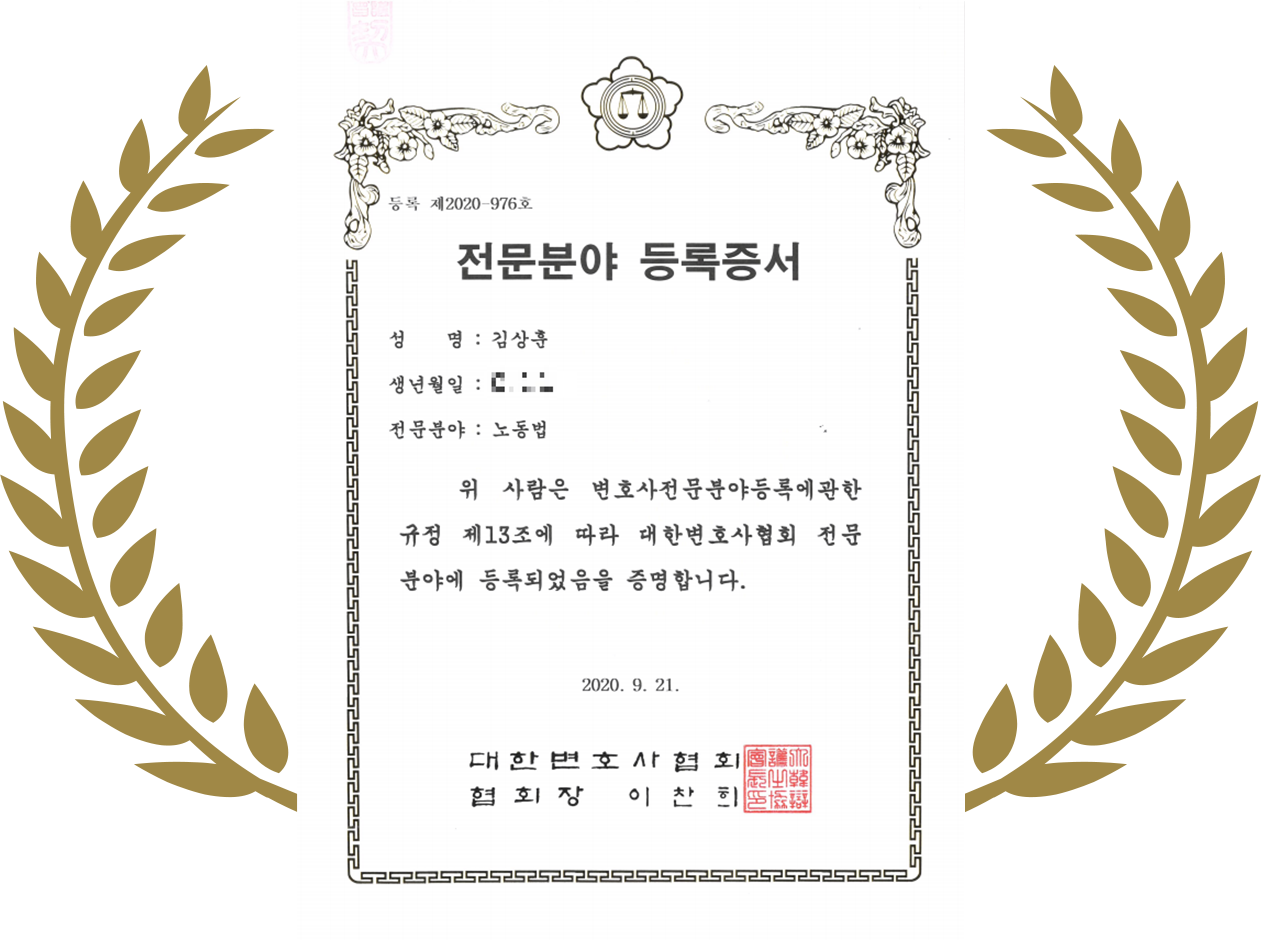 등록 제2020-976호
전문분야 등록증서
성 명 : 김상훈
생년월일 :
전문분야 : 노동법
위 사람은 변호사전문분야등록에관한
규정 제13조에 따라 대한변호사협회 전문
분야에 등록되었음을 증명합니다.
2020. 9. 21.
대한변호사협회
협회장 이찬희